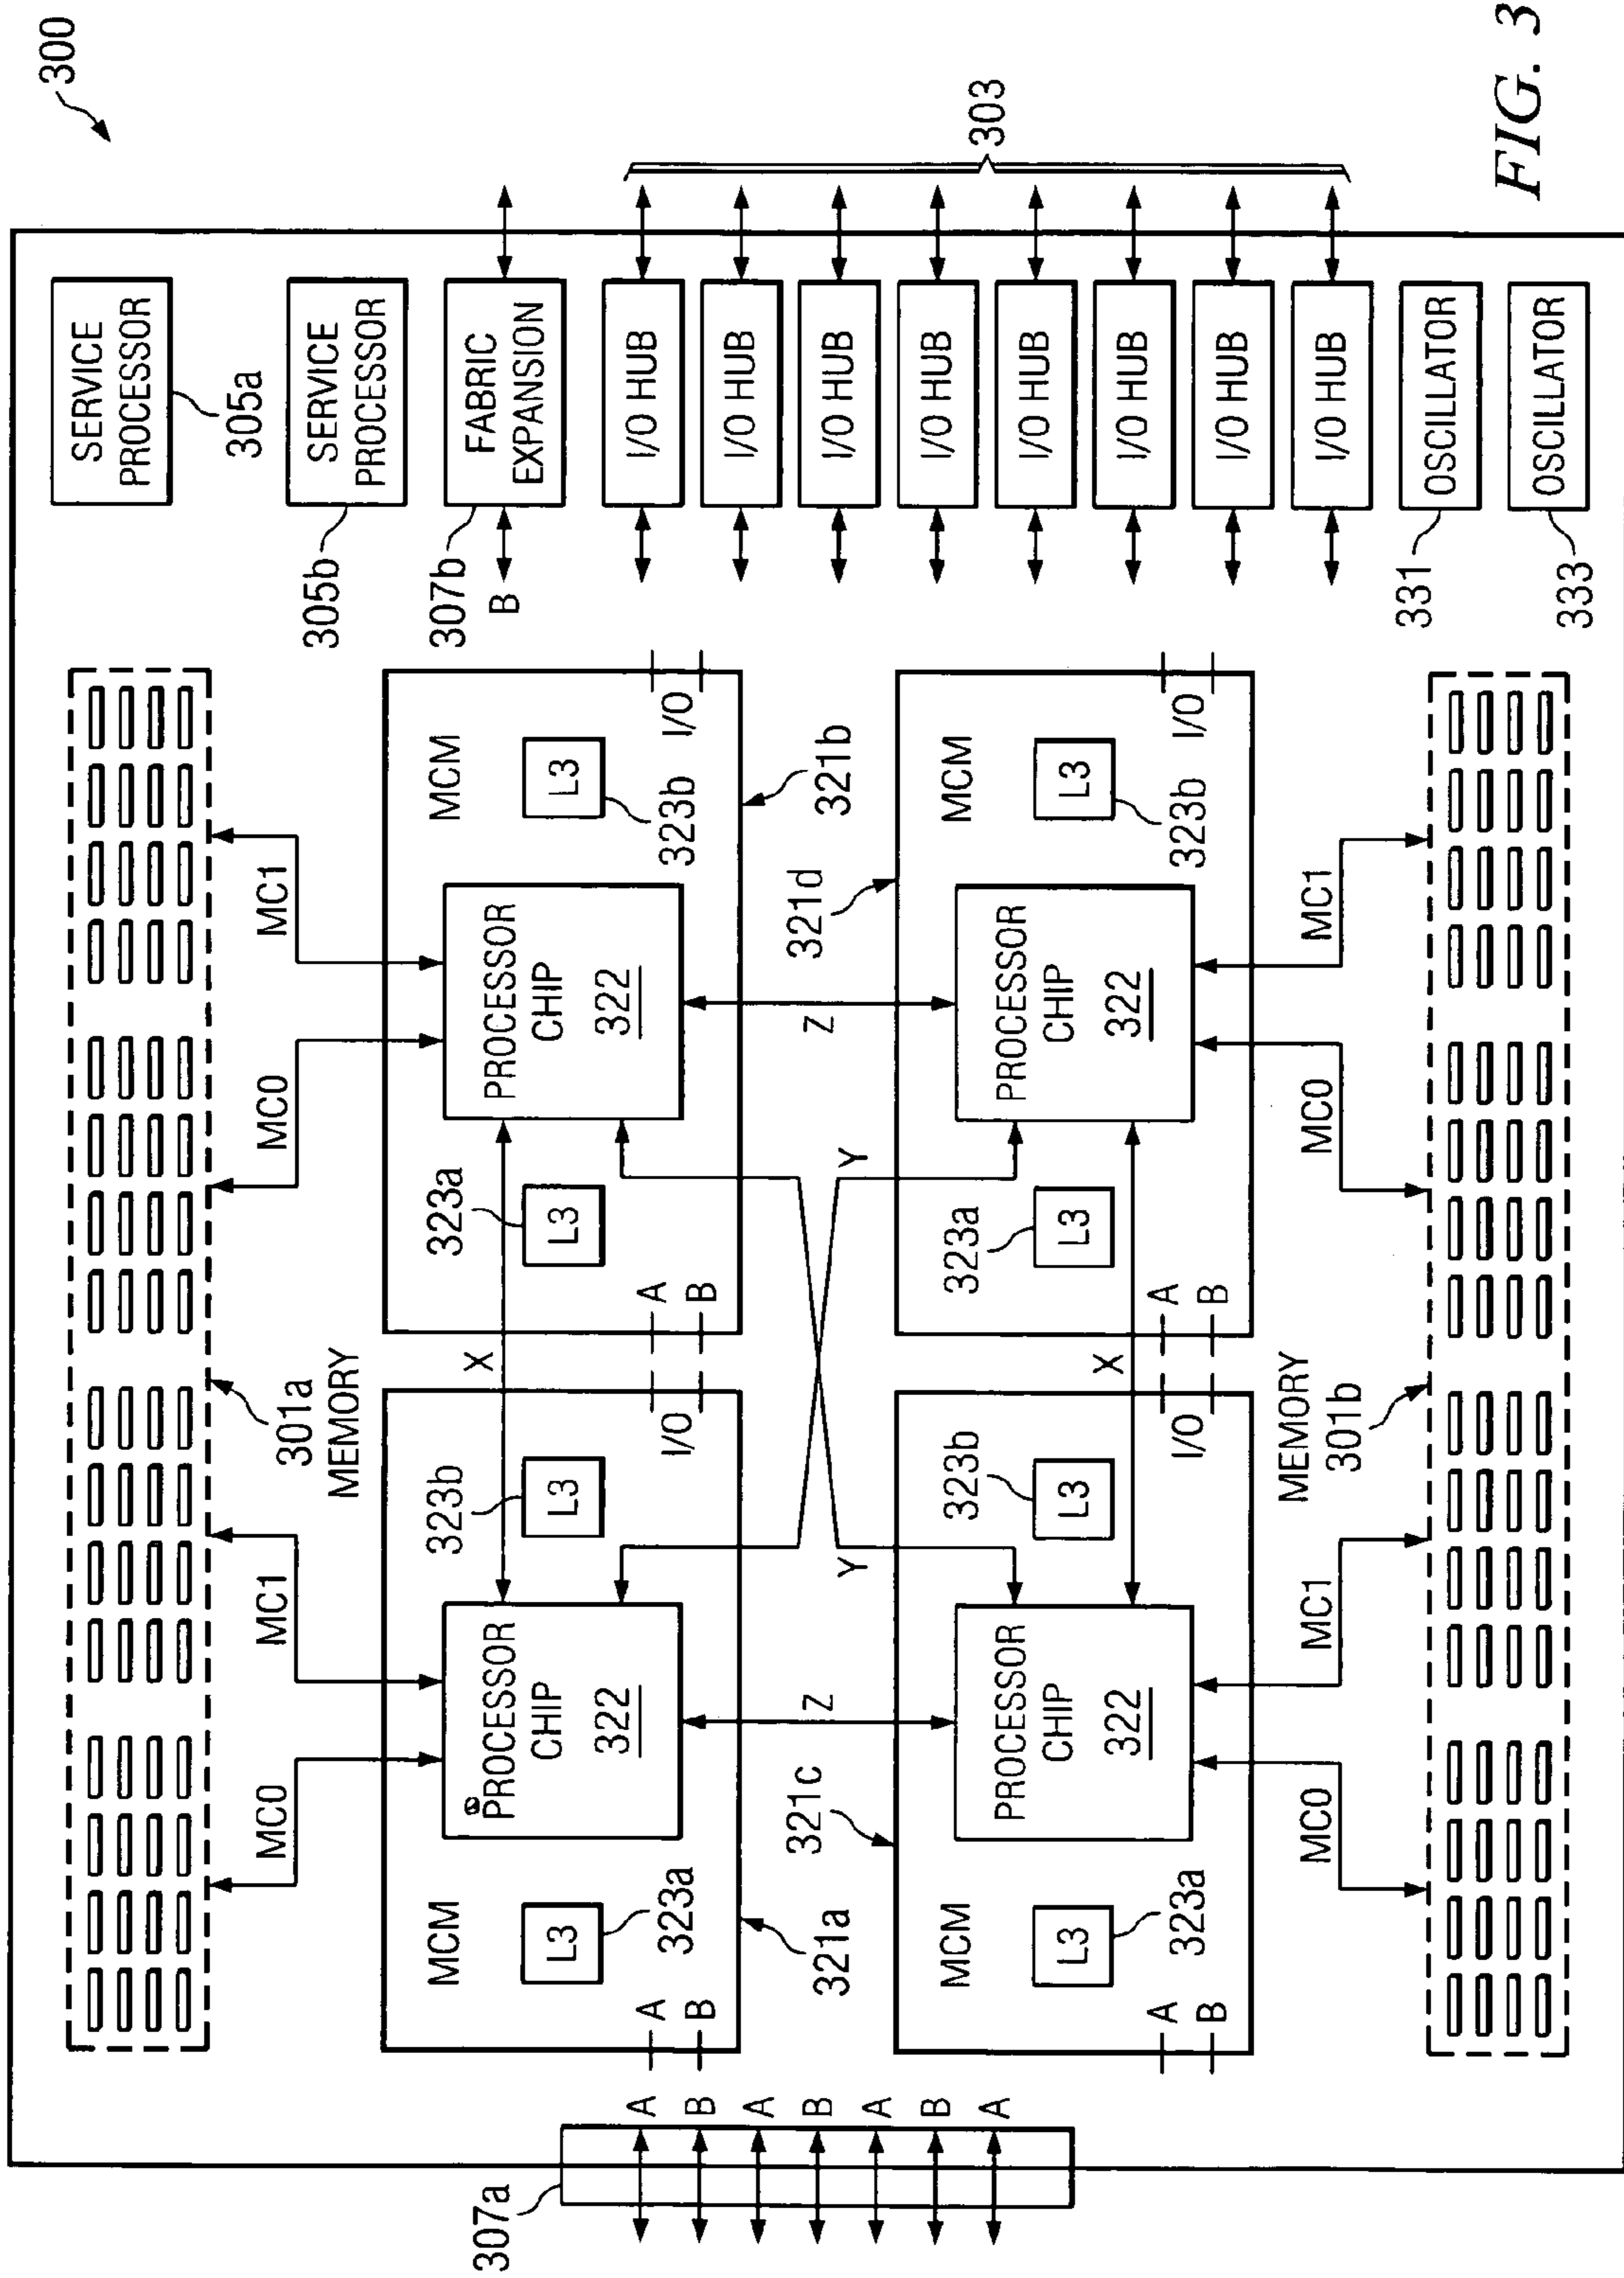 300
SERVICE
PROCESSOR
305a
SERVICE
PROCESSOR
305b
FABRIC
EXPANSION
307b
B
I/O HUB
I/O HUB
I/O HUB
I/O HUB
I/O HUB
I/O HUB
I/O HUB
I/O HUB
303
OSCILLATOR
331
OSCILLATOR
333
301a
MEMORY
MC0
MC1
MC0
MC1
MCM
L3
323a
PROCESSOR
CHIP
322
L3
323b
A
B
I/O
321a
X
MCM
L3
323a
PROCESSOR
CHIP
322
L3
323b
A
B
I/O
321b
Z
Y
Y
Z
321c
MCM
L3
323a
PROCESSOR
CHIP
322
L3
323b
A
B
I/O
X
321d
MCM
L3
323a
PROCESSOR
CHIP
322
L3
323b
A
B
I/O
MC0
MC1
MC0
MC1
MEMORY
301b
307a
A
B
A
B
A
B
A
FIG. 3